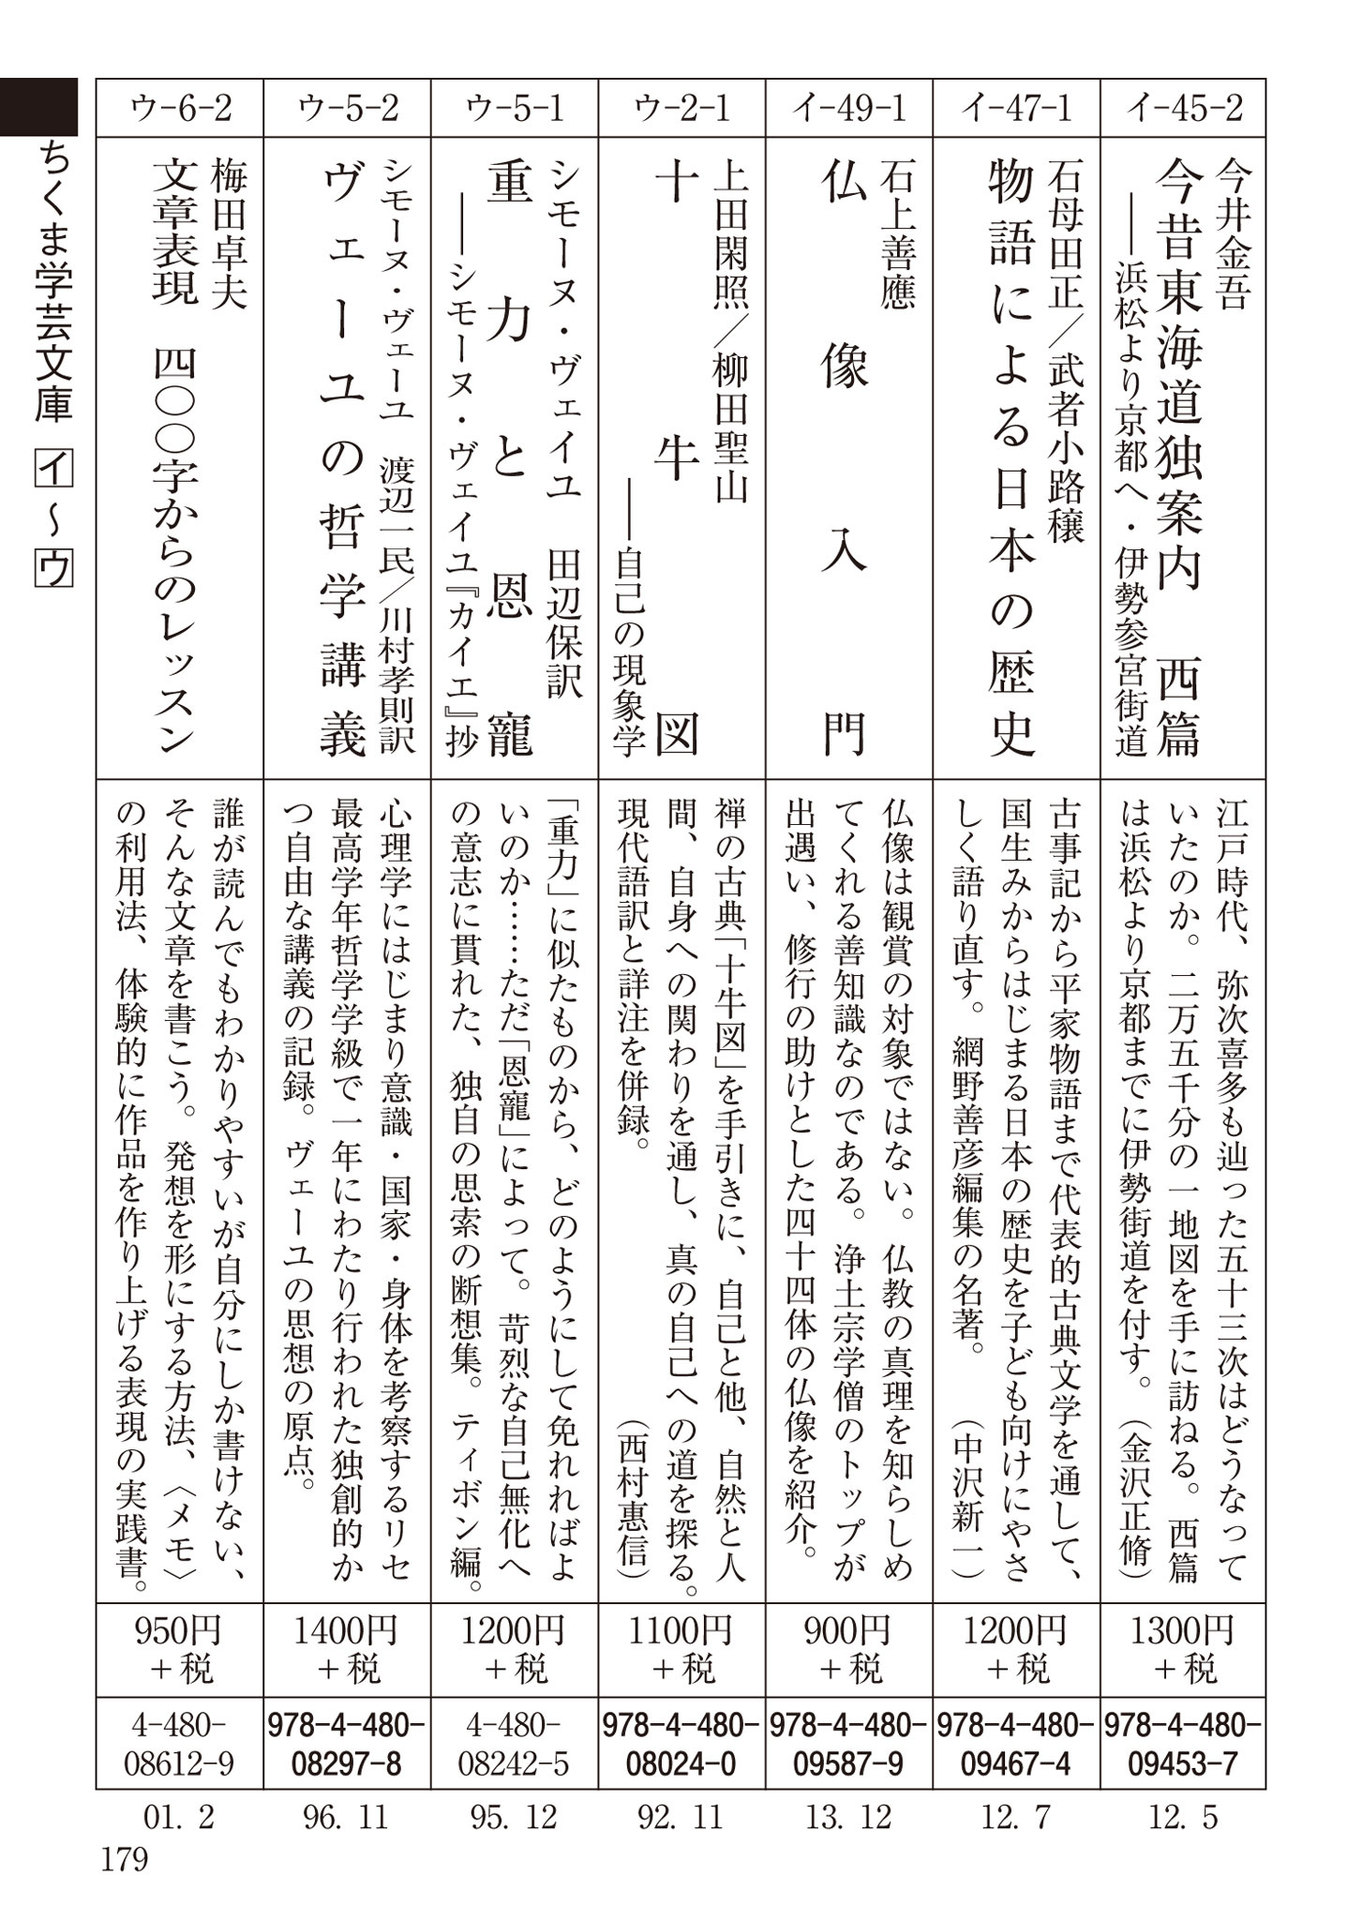 イ-45-2
今井金吾
今昔東海道独案内　西篇
――浜松より京都へ・伊勢参宮街道
江戸時代、弥次喜多も辿った五十三次はどうなって
いたのか。二万五千分の一地図を手に訪ねる。西篇
は浜松より京都までに伊勢街道を付す。（金沢正脩）
1300円
＋税
978-4-480-
09453-7
12. 5
イ-47-1
石母田正／武者小路穣
物語による日本の歴史
古事記から平家物語まで代表的古典文学を通して、
国生みからはじまる日本の歴史を子ども向けにやさ
しく語り直す。網野善彦編集の名著。（中沢新一）
1200円
＋税
978-4-480-
09467-4
12. 7
イ-49-1
石上善應
仏像入門
仏像は観賞の対象ではない。仏教の真理を知らしめ
てくれる善知識なのである。浄土宗学僧のトップが
出遇い、修行の助けとした四十四体の仏像を紹介。
900円
＋税
978-4-480-
09587-9
13. 12
ウ-2-1
上田閑照／柳田聖山
十牛図
――自己の現象学
禅の古典「十牛図」を手引きに、自己と他、自然と人
間、自身への関わりを通し、真の自己への道を探る。
現代語訳と詳注を併録。（西村惠信）
1100円
＋税
978-4-480-
08024-0
92. 11
ウ-5-1
シモーヌ・ヴェイユ　田辺保訳
重力と恩寵
――シモーヌ・ヴェイユ『カイエ』抄
「重力」に似たものから、どのようにして免れればよ
いのか……ただ「恩寵」によって。苛烈な自己無化へ
の意志に貫れた、独自の思索の断想集。ティボン編。
1200円
＋税
4-480-
08242-5
95. 12
ウ-5-2
シモーヌ・ヴェーユ　渡辺一民／川村孝則訳
ヴェーユの哲学講義
心理学にはじまり意識・国家・身体を考察するリセ
最高学年哲学学級で一年にわたり行われた独創的か
つ自由な講義の記録。ヴェーユの思想の原点。
1400円
＋税
978-4-480-
08297-8
96. 11
ウ-6-2
梅田卓夫
文章表現　四〇〇字からのレッスン
誰が読んでもわかりやすいが自分にしか書けない、
そんな文章を書こう。発想を形にする方法、〈メモ〉
の利用法、体験的に作品を作り上げる表現の実践書。
950円
＋税
4-480-
08612-9
01. 2
ちくま学芸文庫 イ～ウ
179